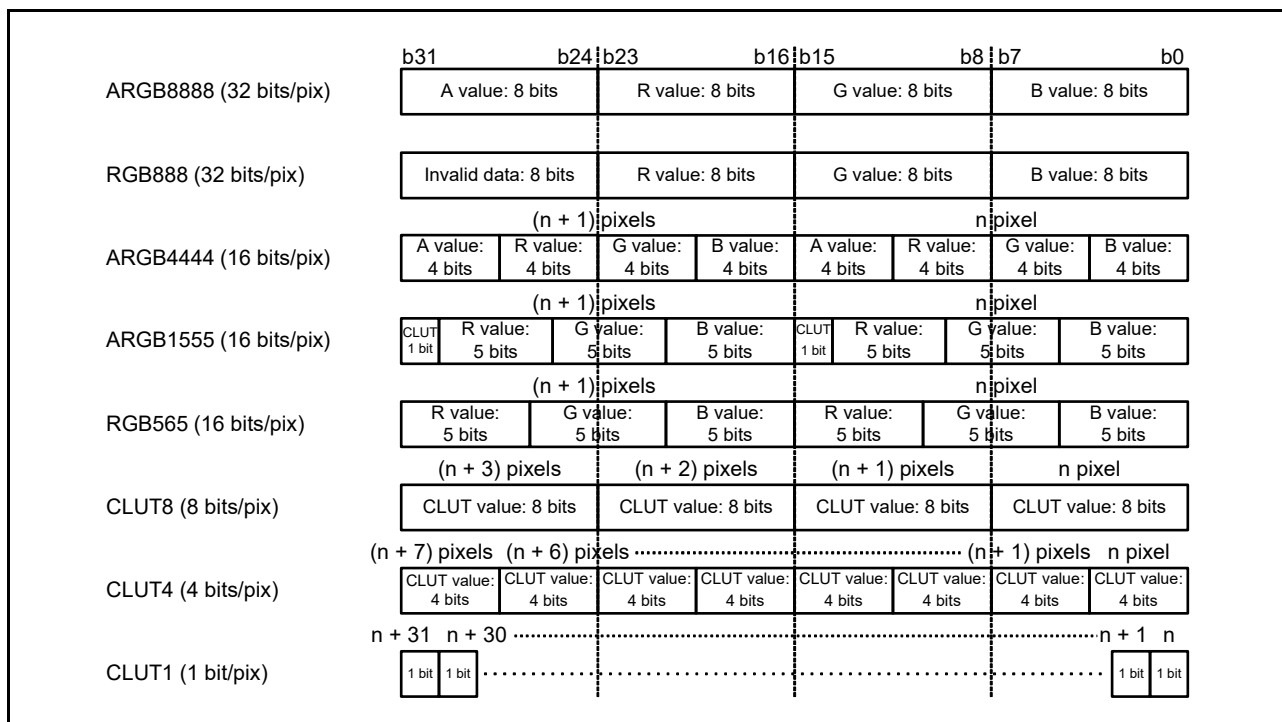 b31 b24 b23 b16 b15 b8 b7 b0
ARGB8888 (32 bits/pix) A value: 8 bits R value: 8 bits G value: 8 bits B value: 8 bits
RGB888 (32 bits/pix) Invalid data: 8 bits R value: 8 bits G value: 8 bits B value: 8 bits
(n + 1) pixels n pixel
ARGB4444 (16 bits/pix) A value: 4 bits R value: 4 bits G value: 4 bits B value: 4 bits A value: 4 bits R value: 4 bits G value: 4 bits B value: 4 bits
(n + 1) pixels n pixel
ARGB1555 (16 bits/pix) CLUT 1 bit R value: 5 bits G value: 5 bits B value: 5 bits CLUT 1 bit R value: 5 bits G value: 5 bits B value: 5 bits
(n + 1) pixels n pixel
RGB565 (16 bits/pix) R value: 5 bits G value: 5 bits B value: 5 bits R value: 5 bits G value: 5 bits B value: 5 bits
(n + 3) pixels (n + 2) pixels (n + 1) pixels n pixel
CLUT8 (8 bits/pix) CLUT value: 8 bits CLUT value: 8 bits CLUT value: 8 bits CLUT value: 8 bits
(n + 7) pixels (n + 6) pixels (n + 1) pixels n pixel
CLUT4 (4 bits/pix) CLUT value: 4 bits CLUT value: 4 bits CLUT value: 4 bits CLUT value: 4 bits CLUT value: 4 bits CLUT value: 4 bits CLUT value: 4 bits CLUT value: 4 bits
n + 31 n + 30 n + 1 n
CLUT1 (1 bit/pix) 1 bit 1 bit 1 bit 1 bit